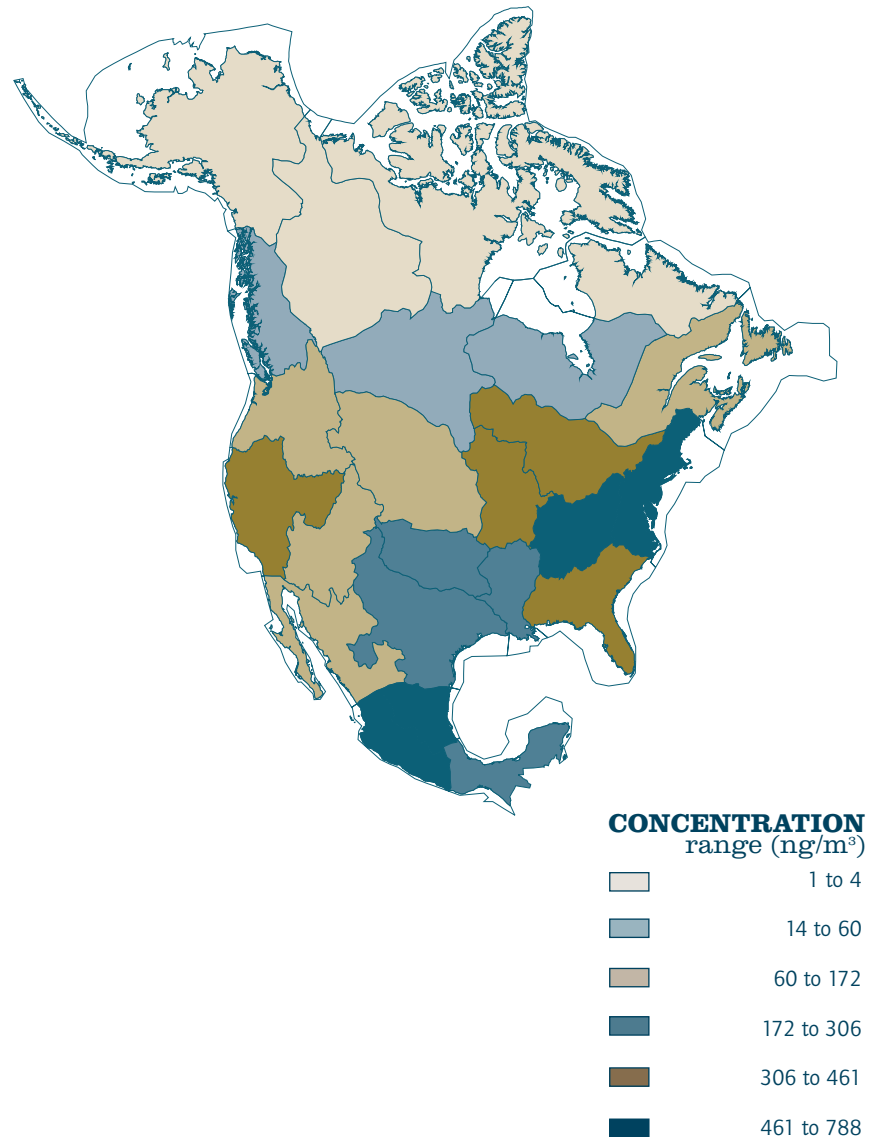 CONCENTRATION
range (ng/m³)
1 to 4
14 to 60
60 to 172
172 to 306
306 to 461
461 to 788